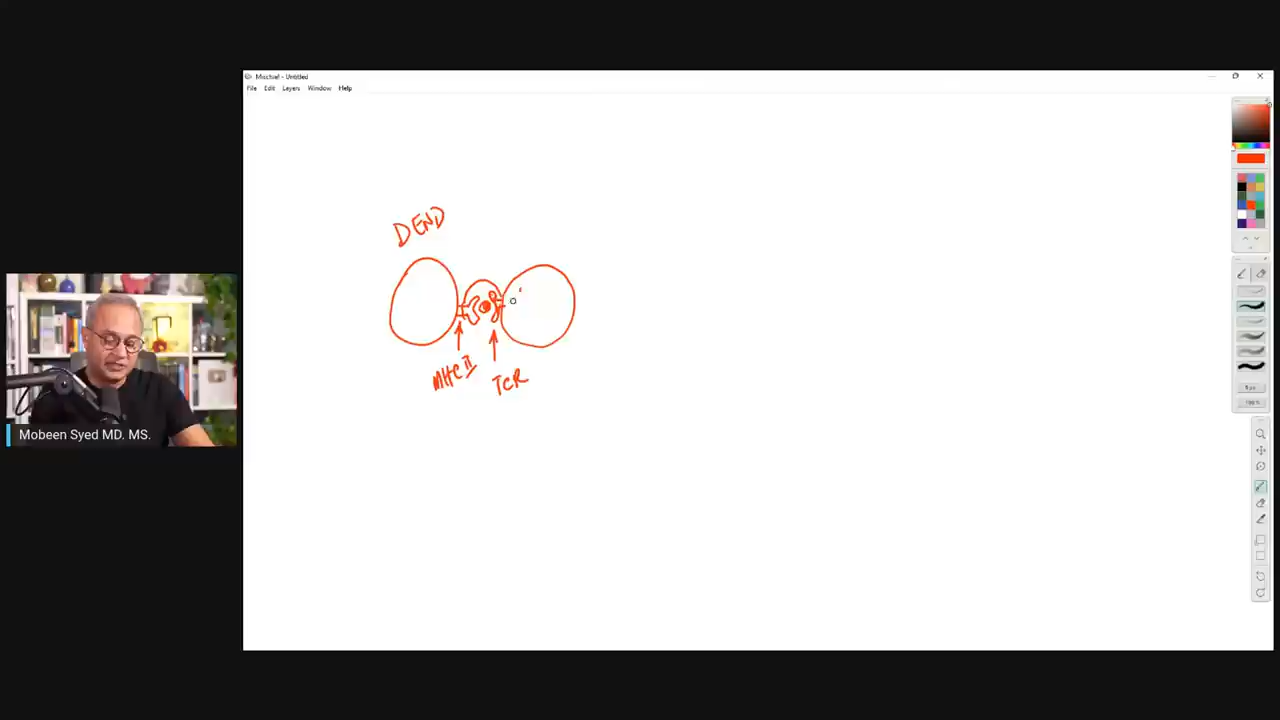 Mischief - Untitled
File Edit Layers Window Help
DEND
MHC II
TCR
Mobeen Syed MD. MS.